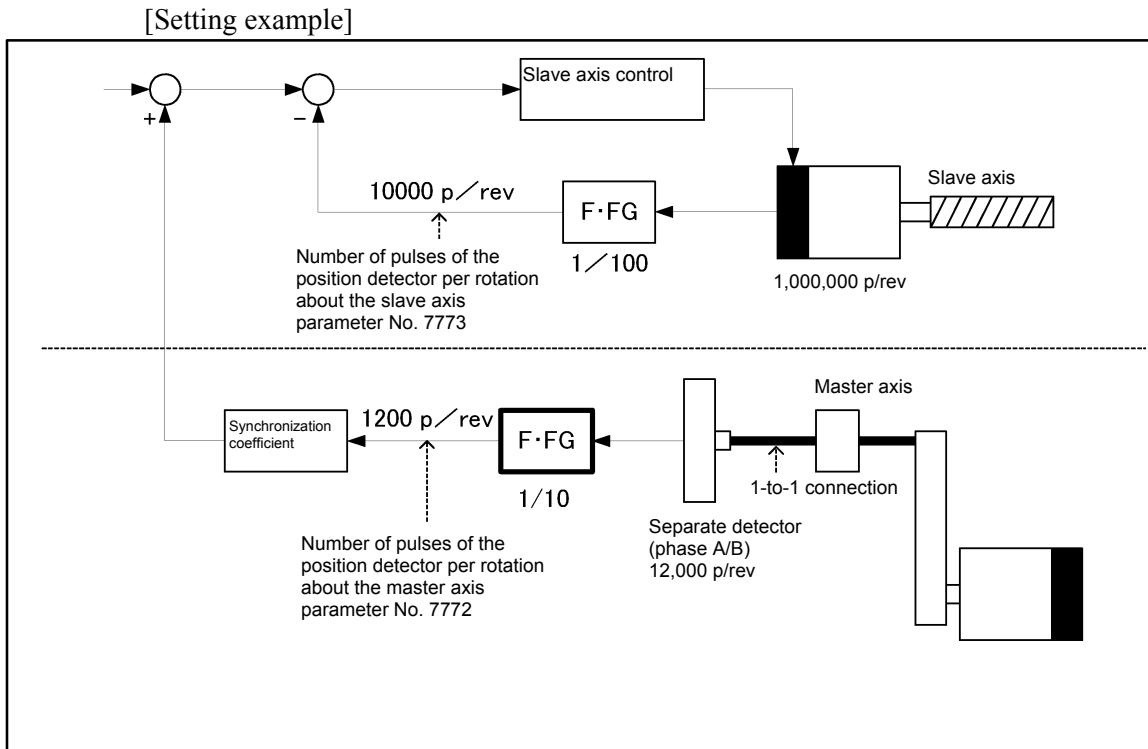 [Setting example]
Slave axis control
+
−
10000 p／rev
F·FG
1／100
Slave axis
1,000,000 p/rev
Number of pulses of the
position detector per rotation
about the slave axis
parameter No. 7773
Master axis
Synchronization
coefficient
1200 p／rev
F·FG
1/10
1-to-1 connection
Separate detector
(phase A/B)
12,000 p/rev
Number of pulses of the
position detector per rotation
about the master axis
parameter No. 7772